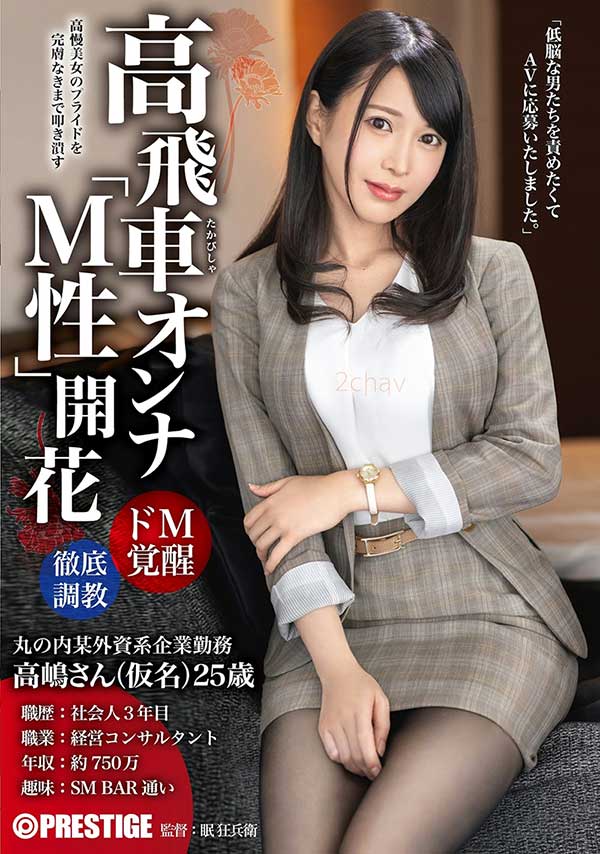 「低脳な男たちを責めたくて
AVに応募いたしました。」
高慢美女のプライドを
完膚なきまで叩き潰す
高飛車オンナ
たかびしゃ
「M性」開花
ドM
覚醒
徹底
調教
2chav
丸の内某外資系企業勤務
高嶋さん(仮名)25歳
職歴:社会人3年目
職業:経営コンサルタント
年収:約750万
趣味:SM BAR 通い
PRESTIGE 監督:眠狂兵衛